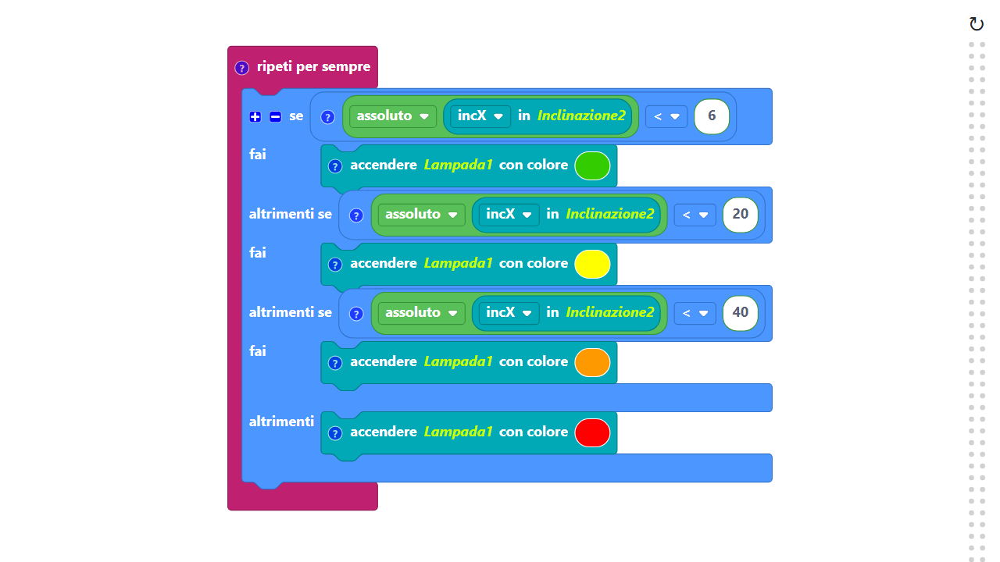 ? ripeti per sempre
se ? assoluto incX in Inclinazione2 < 6
fai
? accendere Lampada1 con colore
altrimenti se ? assoluto incX in Inclinazione2 < 20
fai
? accendere Lampada1 con colore
altrimenti se ? assoluto incX in Inclinazione2 < 40
fai
? accendere Lampada1 con colore
altrimenti
? accendere Lampada1 con colore